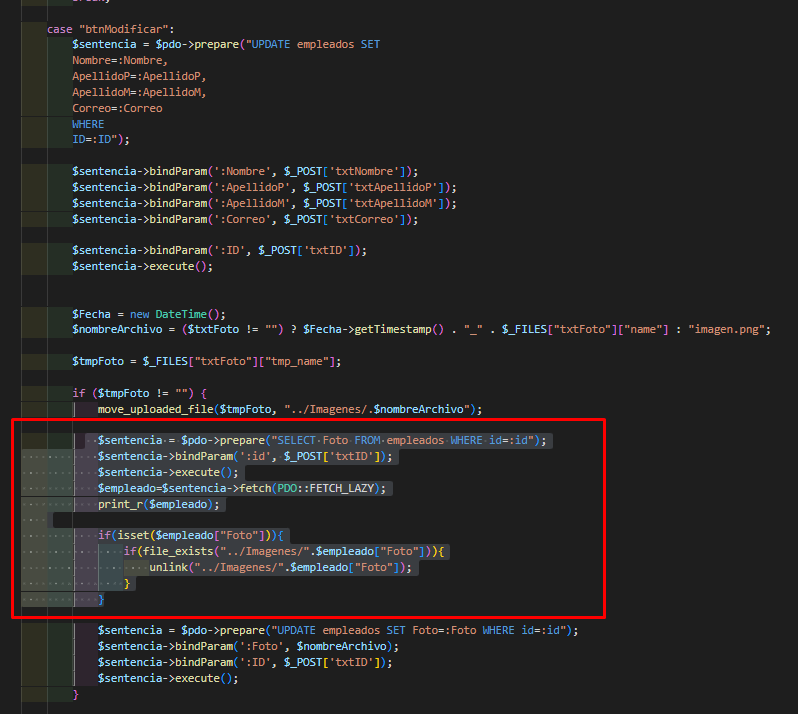 case "btnModificar":
$sentencia = $pdo->prepare("UPDATE empleados SET
Nombre=:Nombre,
ApellidoP=:ApellidoP,
ApellidoM=:ApellidoM,
Correo=:Correo
WHERE
ID=:ID");
$sentencia->bindParam(':Nombre', $_POST['txtNombre']);
$sentencia->bindParam(':ApellidoP', $_POST['txtApellidoP']);
$sentencia->bindParam(':ApellidoM', $_POST['txtApellidoM']);
$sentencia->bindParam(':Correo', $_POST['txtCorreo']);
$sentencia->bindParam(':ID', $_POST['txtID']);
$sentencia->execute();
$Fecha = new DateTime();
$nombreArchivo = ($txtFoto != "") ? $Fecha->getTimestamp() . "_" . $_FILES["txtFoto"]["name"] : "imagen.png";
$tmpFoto = $_FILES["txtFoto"]["tmp_name"];
if ($tmpFoto != "") {
move_uploaded_file($tmpFoto, "../Imagenes/.$nombreArchivo");
$sentencia = $pdo->prepare("SELECT Foto FROM empleados WHERE id=:id");
$sentencia->bindParam(':id', $_POST['txtID']);
$sentencia->execute();
$empleado=$sentencia->fetch(PDO::FETCH_LAZY);
print_r($empleado);
if(isset($empleado["Foto"])){
if(file_exists("../Imagenes/".$empleado["Foto"])){
unlink("../Imagenes/".$empleado["Foto"]);
}
}
$sentencia = $pdo->prepare("UPDATE empleados SET Foto=:Foto WHERE id=:id");
$sentencia->bindParam(':Foto', $nombreArchivo);
$sentencia->bindParam(':ID', $_POST['txtID']);
$sentencia->execute();
}